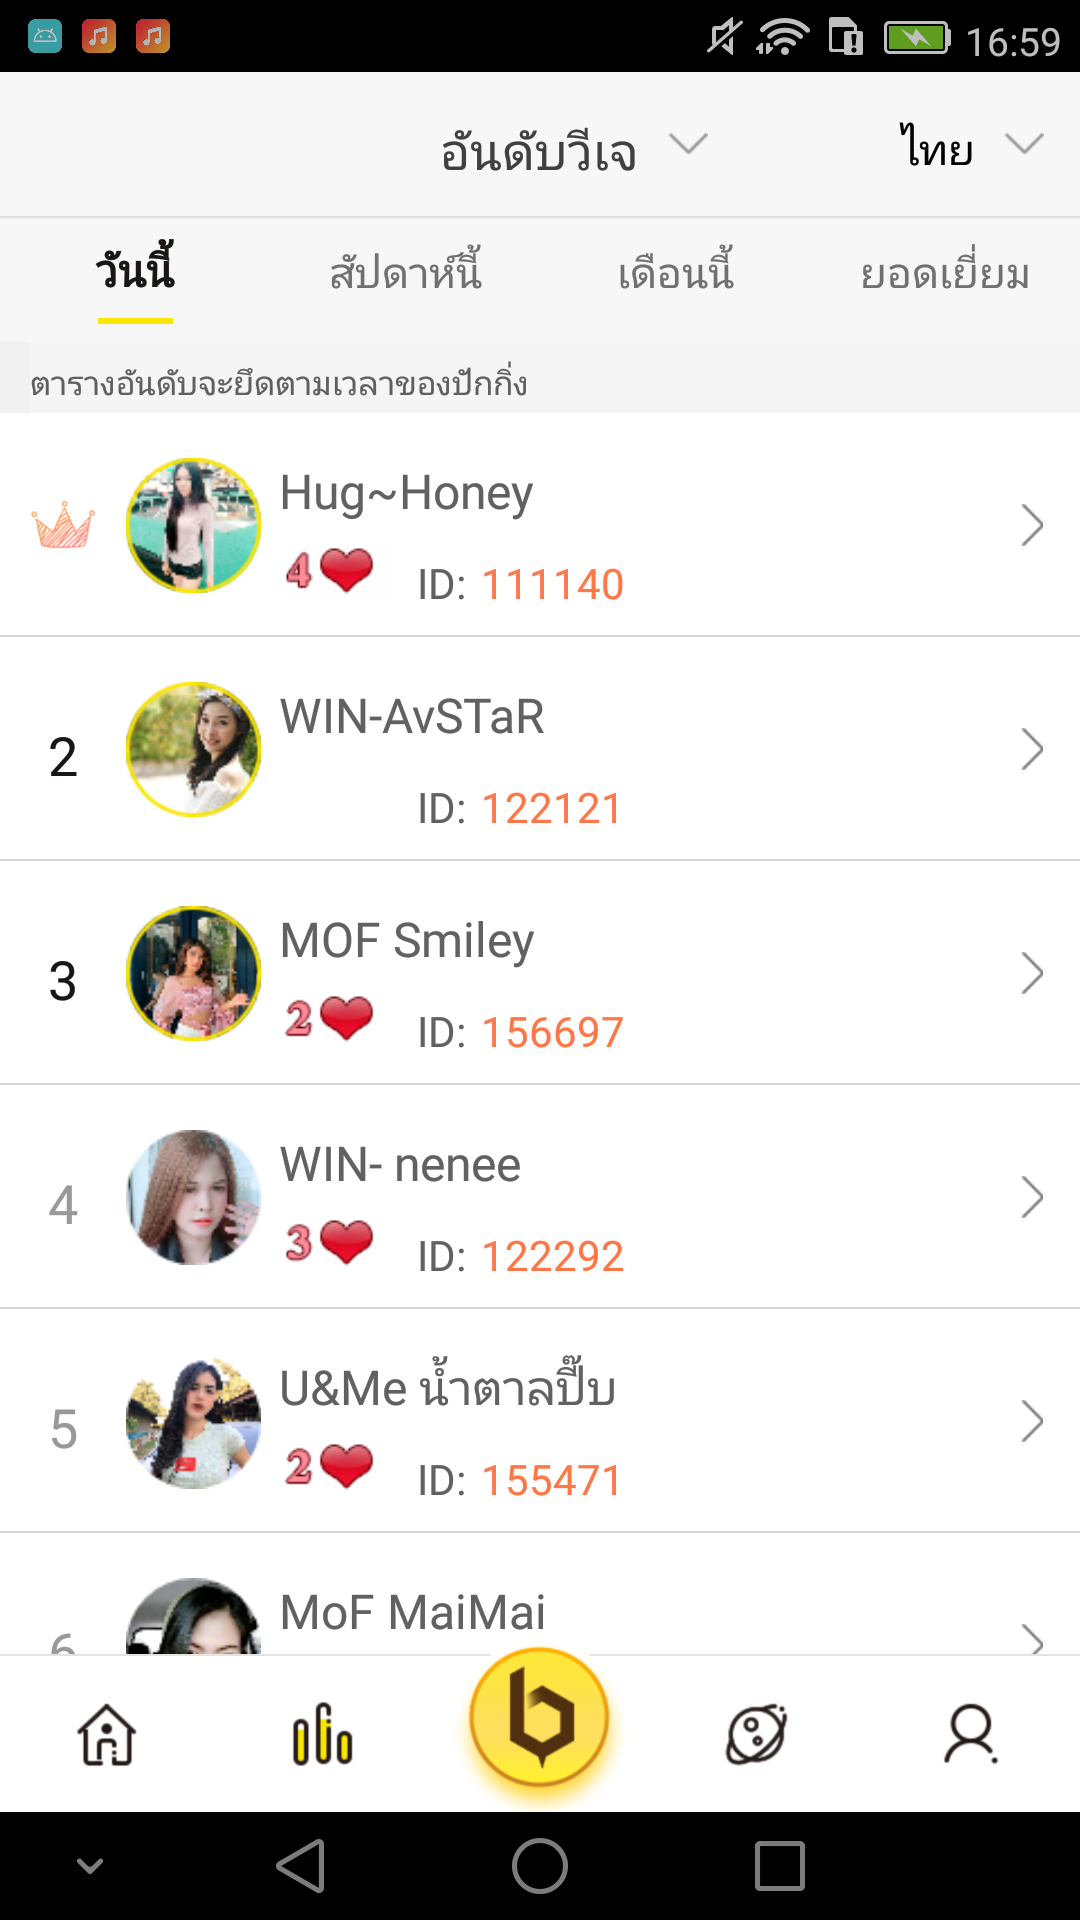 16:59
อันดับวีเจ ไทย
วันนี้ สัปดาห์นี้ เดือนนี้ ยอดเยี่ยม
ตารางอันดับจะยึดตามเวลาของปักกิ่ง
Hug~Honey
4 ID: 111140
2 WIN-AvSTaR
ID: 122121
3 MOF Smiley
2 ID: 156697
4 WIN- nenee
3 ID: 122292
5 U&Me น้ำตาลปี๊บ
2 ID: 155471
6 MoF MaiMai